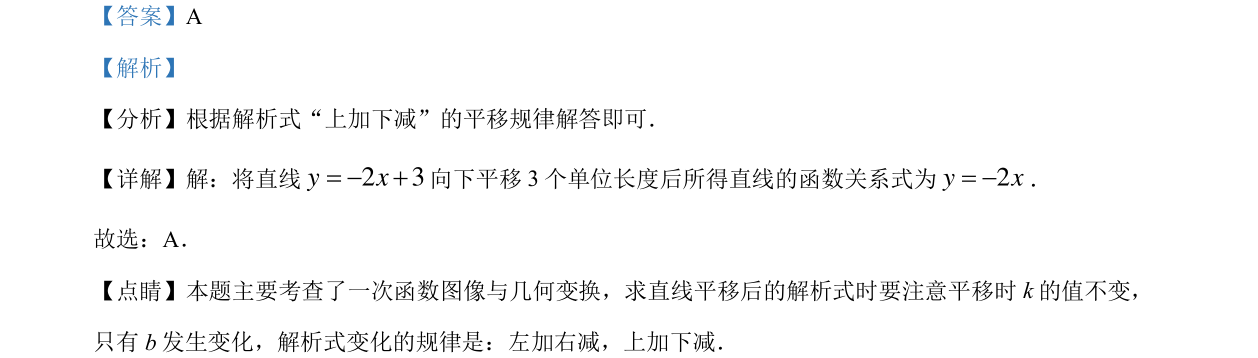 【答案】A
【解析】
【分析】根据解析式“上加下减”的平移规律解答即可．
【详解】解：将直线 y=−2x+3 向下平移 3 个单位长度后所得直线的函数关系式为 y=−2x．
故选：A．
【点睛】本题主要考查了一次函数图像与几何变换，求直线平移后的解析式时要注意平移时 k 的值不变，
只有 b 发生变化，解析式变化的规律是：左加右减，上加下减．